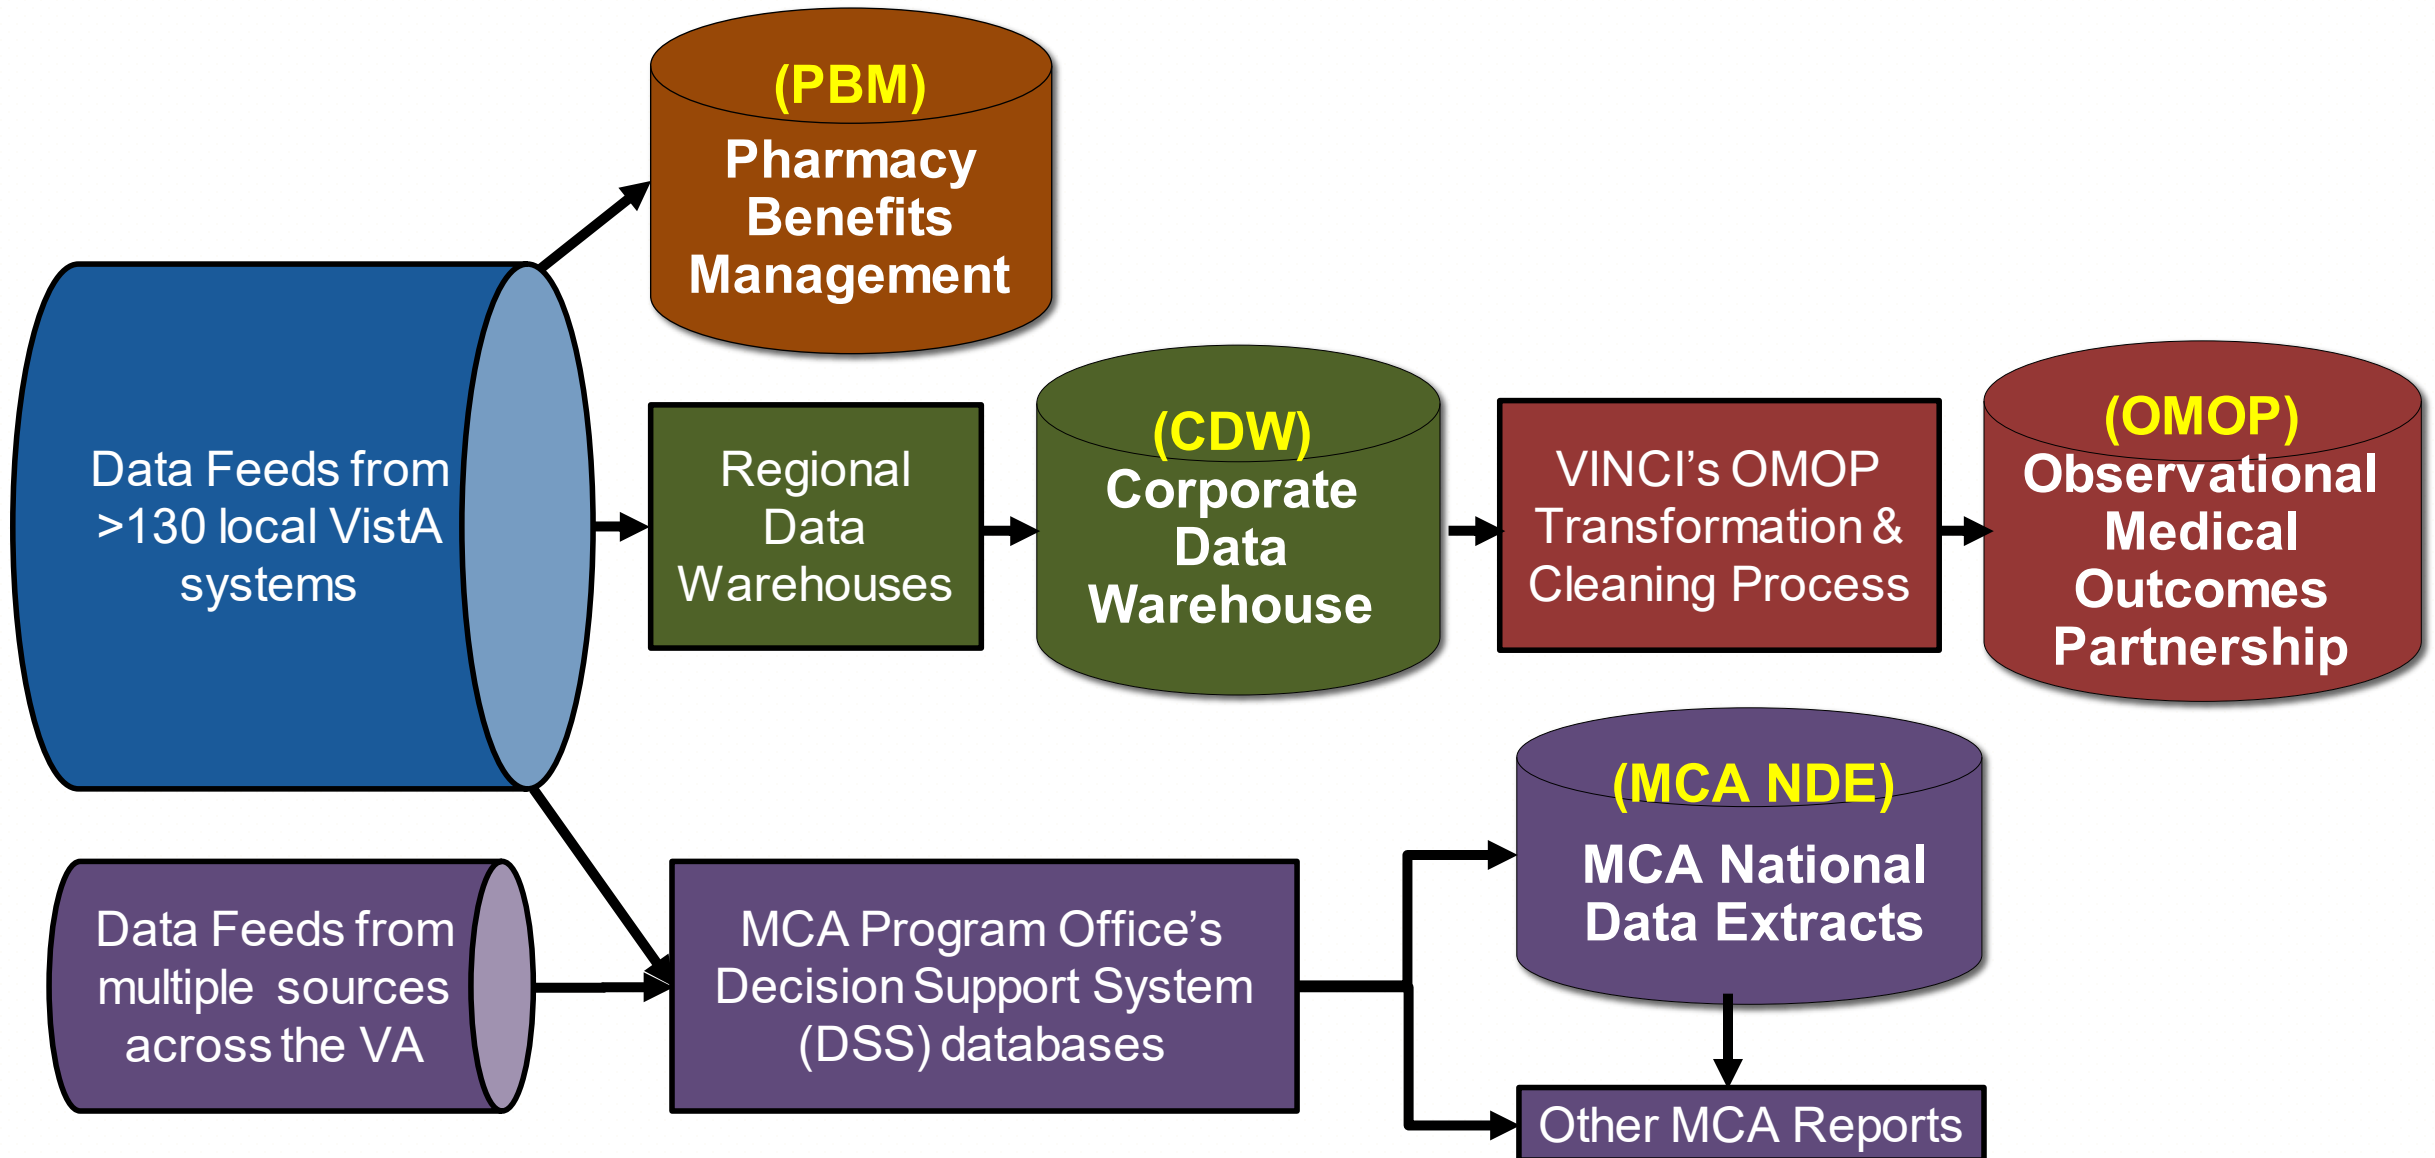 (PBM)
Pharmacy
Benefits
Management
Data Feeds from
>130 local VistA
systems
Regional
Data
Warehouses
(CDW)
Corporate
Data
Warehouse
VINCI’s OMOP
Transformation &
Cleaning Process
(OMOP)
Observational
Medical
Outcomes
Partnership
Data Feeds from
multiple sources
across the VA
MCA Program Office’s
Decision Support System
(DSS) databases
(MCA NDE)
MCA National
Data Extracts
Other MCA Reports